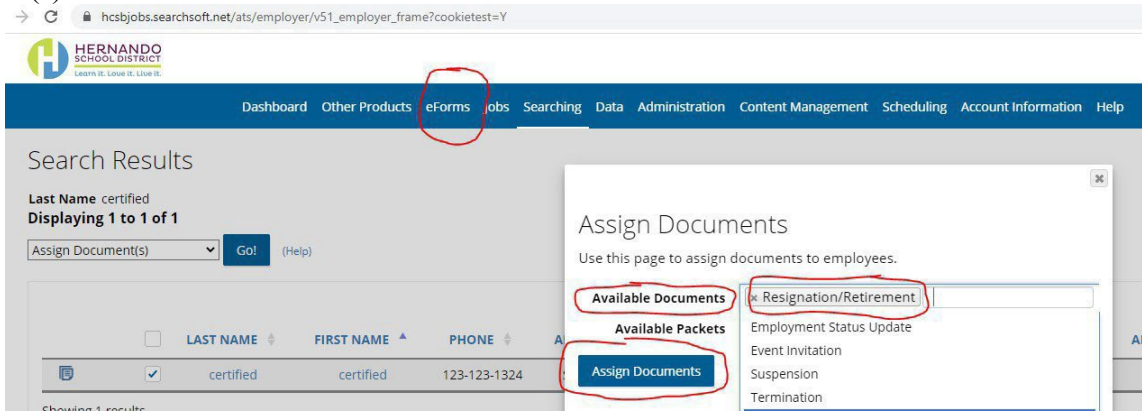 hcsbjobs.searchsoft.net/ats/employer/v51_employer_frame?cookietest=Y
HERNANDO
SCHOOL DISTRICT
Learn it. Love it. Live it.
Dashboard Other Products eForms Jobs Searching Data Administration Content Management Scheduling Account Information Help
Search Results
Last Name certified
Displaying 1 to 1 of 1
Assign Document(s) Go! (Help)
LAST NAME FIRST NAME PHONE
certified certified 123-123-1324
Showing 1 results
Assign Documents
Use this page to assign documents to employees.
Available Documents × Resignation/Retirement
Available Packets
Employment Status Update
Event Invitation
Suspension
Termination
Assign Documents